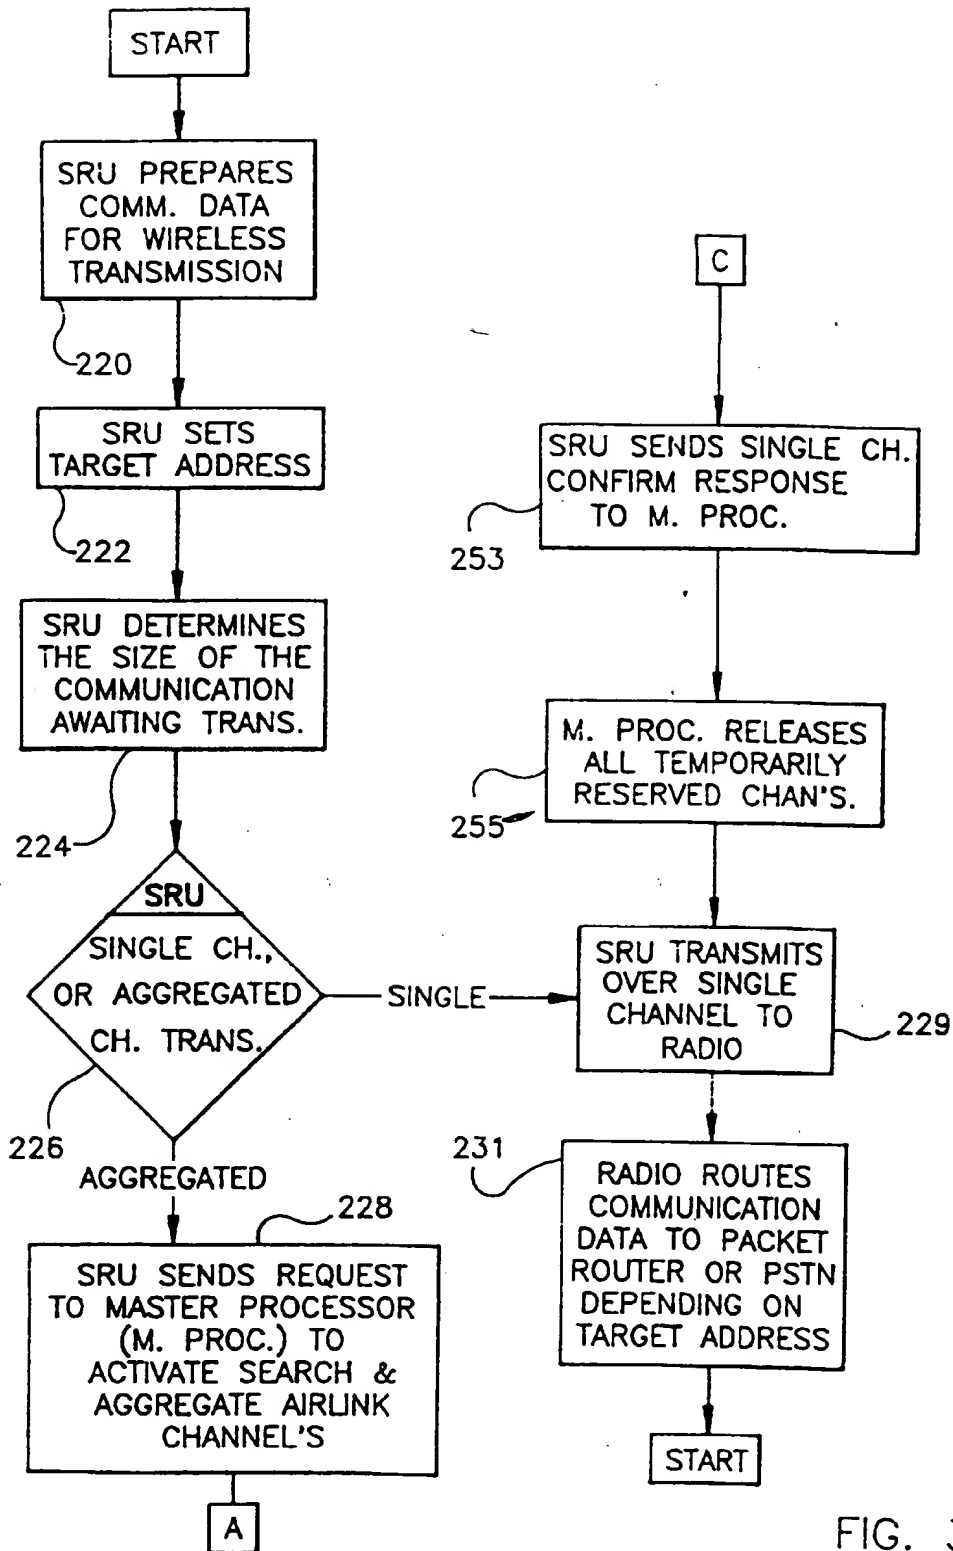 START
SRU PREPARES
COMM. DATA
FOR WIRELESS
TRANSMISSION
220
SRU SETS
TARGET ADDRESS
222
SRU DETERMINES
THE SIZE OF THE
COMMUNICATION
AWAITING TRANS.
224
SRU
SINGLE CH.,
OR AGGREGATED
CH. TRANS.
226
SINGLE
AGGREGATED
228
SRU SENDS REQUEST
TO MASTER PROCESSOR
(M. PROC.) TO
ACTIVATE SEARCH &
AGGREGATE AIRLINK
CHANNEL'S
A
C
SRU SENDS SINGLE CH.
CONFIRM RESPONSE
TO M. PROC.
253
M. PROC. RELEASES
ALL TEMPORARILY
RESERVED CHAN'S.
255
SRU TRANSMITS
OVER SINGLE
CHANNEL TO
RADIO
229
231
RADIO ROUTES
COMMUNICATION
DATA TO PACKET
ROUTER OR PSTN
DEPENDING ON
TARGET ADDRESS
START
FIG.